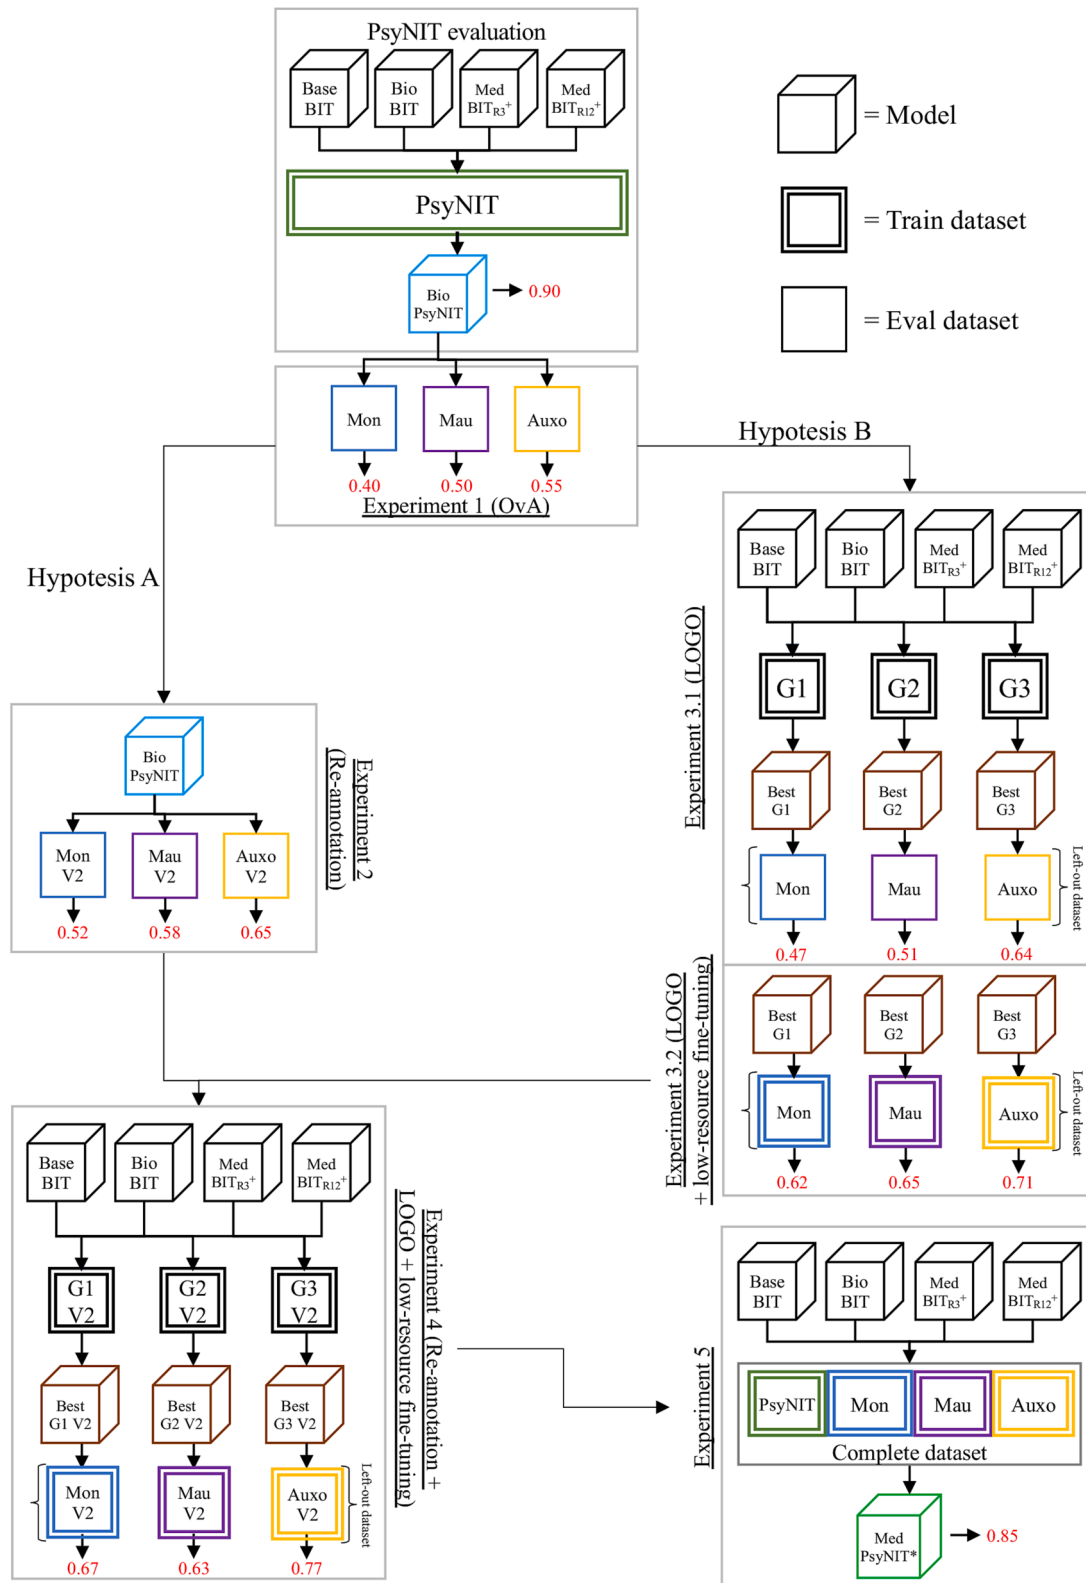 PsyNIT evaluation
Base
BIT
Bio
BIT
Med
BITR3+
Med
BITR12+
PsyNIT
Bio
PsyNIT
0.90
= Model
= Train dataset
= Eval dataset
Mon
Mau
Auxo
0.40
0.50
0.55
Experiment 1 (OvA)
Hypotesis A
Hypotesis B
Bio
PsyNIT
Mon
V2
Mau
V2
Auxo
V2
0.52
0.58
0.65
Experiment 2
(Re-annotation)
Base
BIT
Bio
BIT
Med
BITR3+
Med
BITR12+
G1
G2
G3
Best
G1
Best
G2
Best
G3
Mon
Mau
Auxo
Left-out dataset
0.47
0.51
0.64
Experiment 3.1 (LOGO)
Best
G1
Best
G2
Best
G3
Mon
Mau
Auxo
Left-out dataset
0.62
0.65
0.71
Experiment 3.2 (LOGO
+ low-resource fine-tuning)
Base
BIT
Bio
BIT
Med
BITR3+
Med
BITR12+
G1
V2
G2
V2
G3
V2
Best
G1 V2
Best
G2 V2
Best
G3 V2
Mon
V2
Mau
V2
Auxo
V2
Left-out dataset
0.67
0.63
0.77
Experiment 4 (Re-annotation +
LOGO + low-resource fine-tuning)
Base
BIT
Bio
BIT
Med
BITR3+
Med
BITR12+
PsyNIT
Mon
Mau
Auxo
Complete dataset
Med
PsyNIT*
0.85
Experiment 5